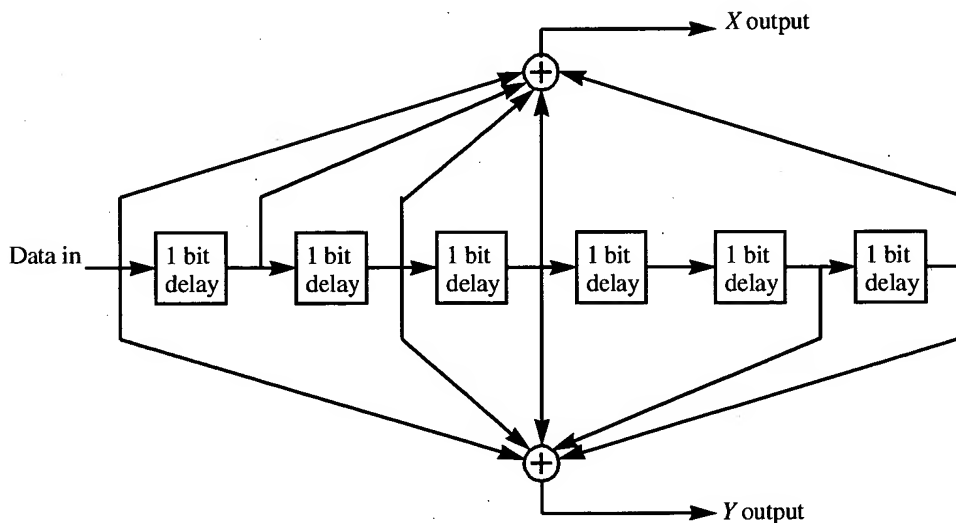 X output
Data in
1 bit
delay
1 bit
delay
1 bit
delay
1 bit
delay
1 bit
delay
1 bit
delay
Y output